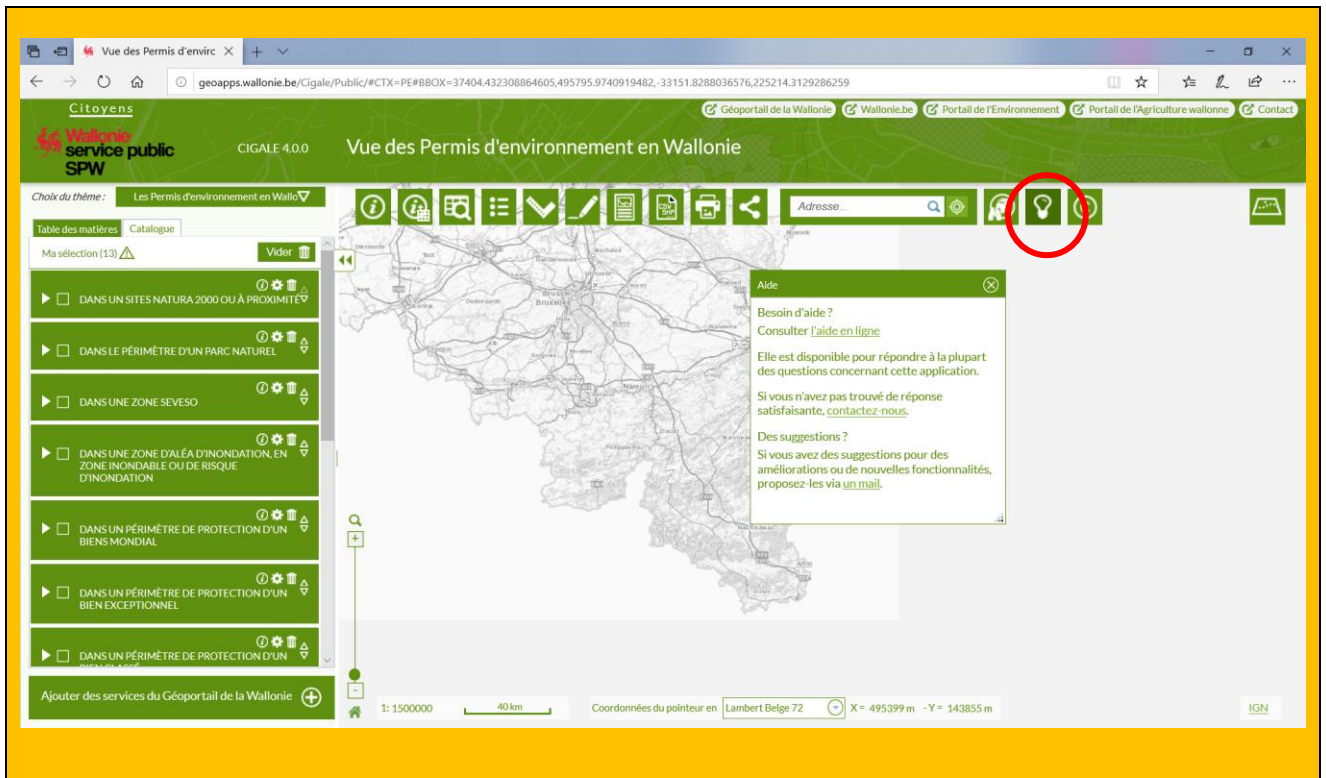 Vue des Permis d'environ
geoapps.wallonie.be/Cigale/Public/#CTX=PE#BBOX=37404.432308864605,495795.9740919482,-33151.8288036576,225214.3129286259
Citoyens
Géoportail de la Wallonie
Wallonie.be
Portail de l'Environnement
Portail de l'Agriculture wallonne
Contact
Wallonie
service public
SPW
CIGALE 4.0.0
Vue des Permis d'environnement en Wallonie
Choix du thème :
Les Permis d'environnement en Wallo
CSV
SHP
Adresse...
Table des matières
Catalogue
Ma sélection (13)
Vider
DANS UN SITES NATURA 2000 OU À PROXIMITÉ
DANS LE PÉRIMÈTRE D'UN PARC NATUREL
DANS UNE ZONE SEVESO
DANS UNE ZONE D'ALÉA D'INONDATION, EN
ZONE INONDABLE OU DE RISQUE
D'INONDATION
DANS UN PÉRIMÈTRE DE PROTECTION D'UN
BIENS MONDIAL
DANS UN PÉRIMÈTRE DE PROTECTION D'UN
BIEN EXCEPTIONNEL
DANS UN PÉRIMÈTRE DE PROTECTION D'UN
Ajouter des services du Géoportail de la Wallonie
Namur
Aide
Besoin d'aide ?
Consulter l'aide en ligne
Elle est disponible pour répondre à la plupart
des questions concernant cette application.
Si vous n'avez pas trouvé de réponse
satisfaisante, contactez-nous.
Des suggestions ?
Si vous avez des suggestions pour des
améliorations ou de nouvelles fonctionnalités,
proposez-les via un mail.
1: 1500000
40 km
Coordonnées du pointeur en
Lambert Belge 72
X = 495399 m - Y = 143855 m
IGN